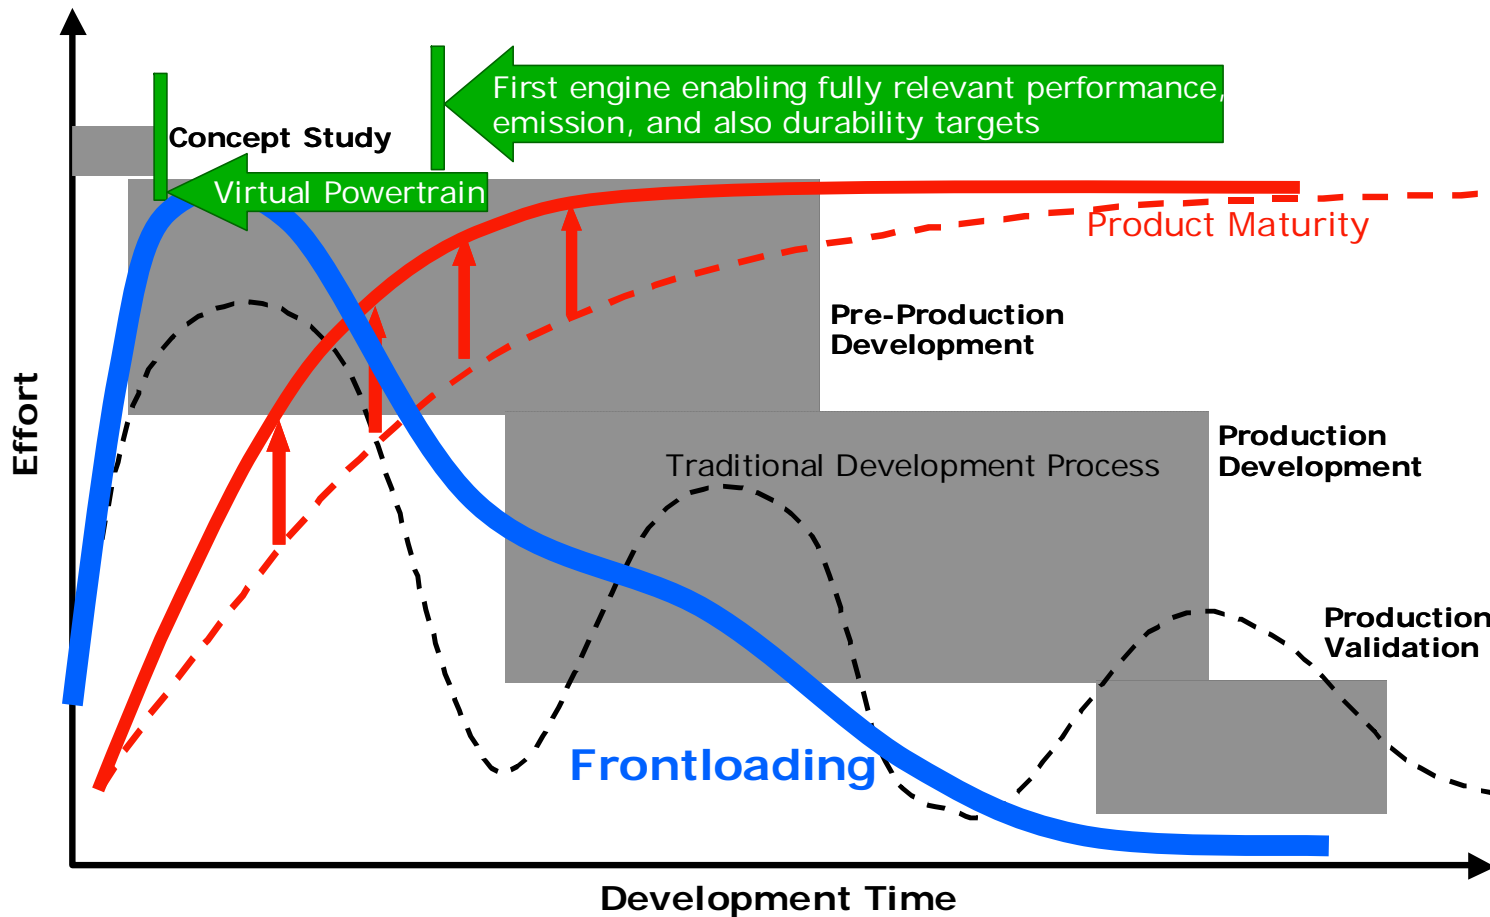 First engine enabling fully relevant performance,
emission, and also durability targets
Concept Study
Virtual Powertrain
Product Maturity
Pre-Production
Development
Effort
Production
Development
Traditional Development Process
Production
Validation
Frontloading
Development Time